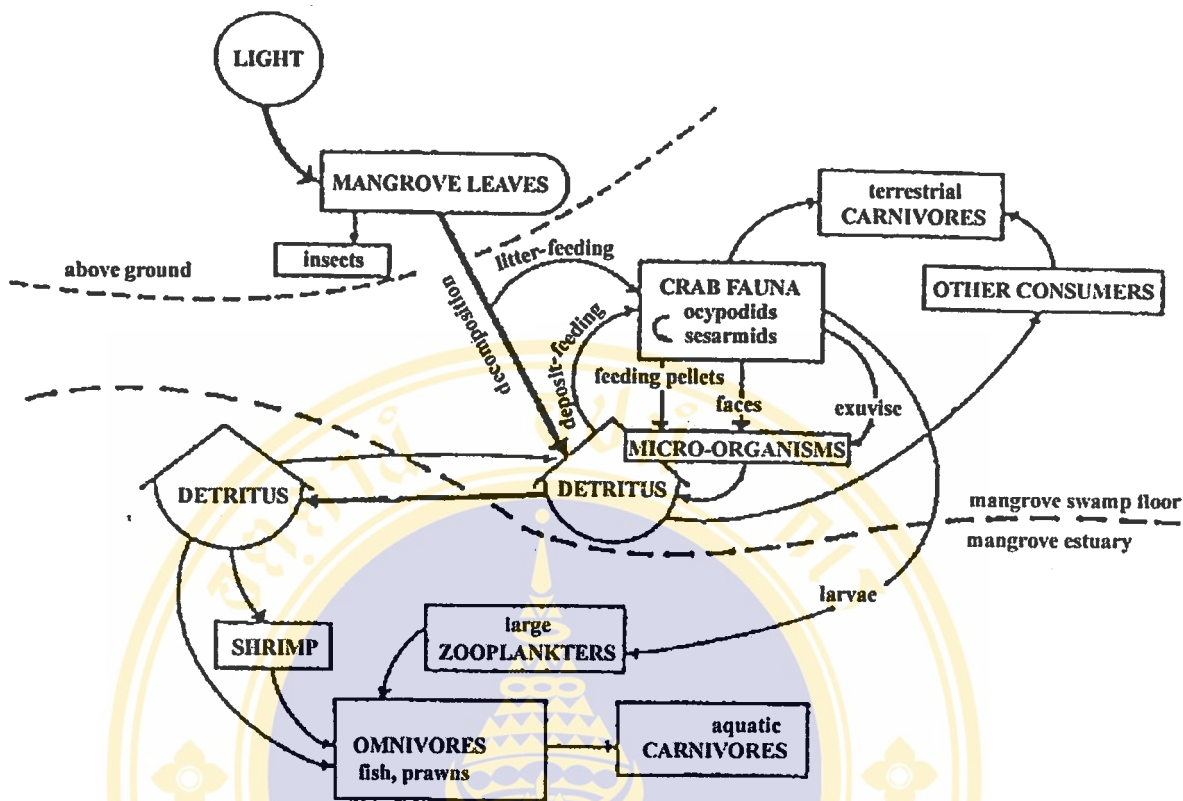 LIGHT
MANGROVE LEAVES
insects
above ground
litter-feeding
decomposition
deposit-feeding
terrestrial
CARNIVORES
OTHER CONSUMERS
CRAB FAUNA
ocypodids
sesarmids
feeding pellets
faces
exuvisc
MICRO-ORGANISMS
DETRITUS
DETRITUS
mangrove swamp floor
mangrove estuary
larvae
SHRIMP
large
ZOOPLANKTERS
OMNIVORES
fish, prawns
aquatic
CARNIVORES